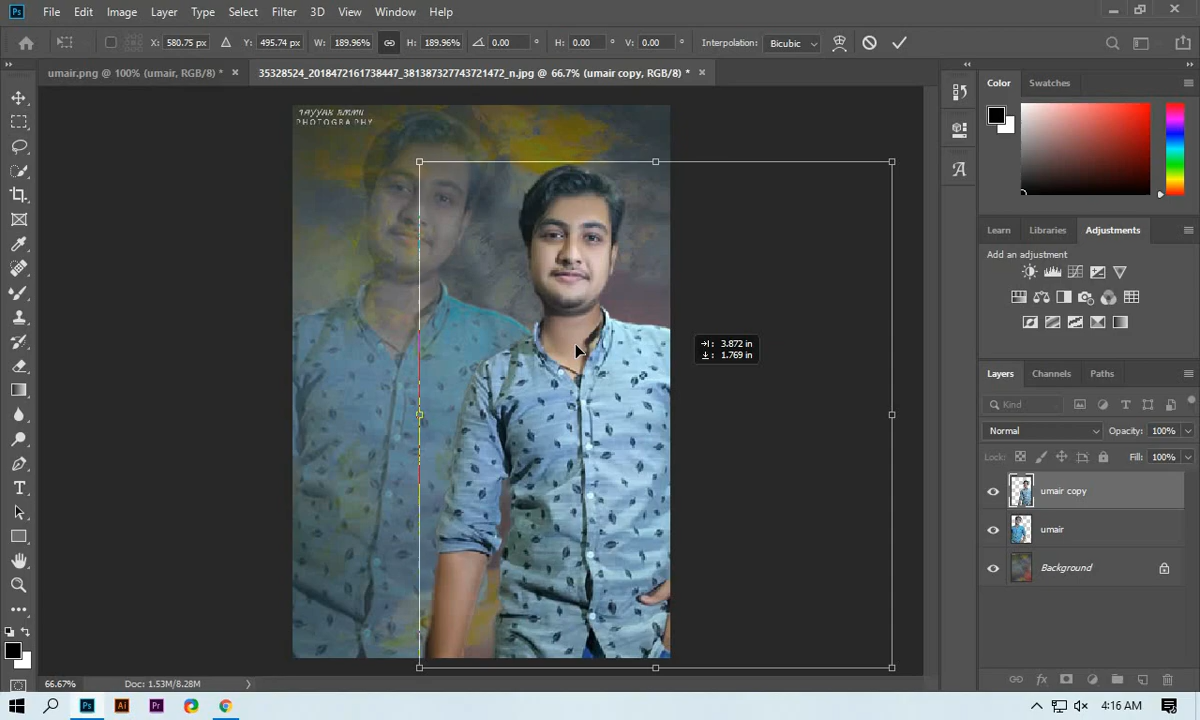 Ps File Edit Image Layer Type Select Filter 3D View Window Help
X: 580.75 px Y: 495.74 px W: 189.96% H: 189.96% 0.00 ° H: 0.00 ° V: 0.00 ° Interpolation: Bicubic
umair.png @ 100% (umair, RGB/8) * × 35328524_2018472161738447_381387327743721472_n.jpg @ 66.7% (umair copy, RGB/8) * ×
Color Swatches
PHOTOGRAPHY
Learn Libraries Adjustments
Add an adjustment
3.872 in
1.769 in
Layers Channels Paths
Kind
Normal Opacity: 100%
Lock: Fill: 100%
umair copy
umair
Background
66.67% Doc: 1.53M/8.28M
Ps Ai Pr 4:16 AM